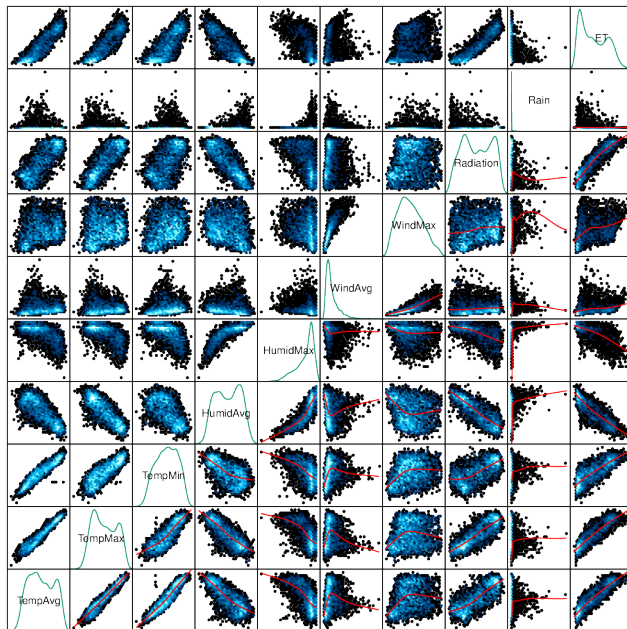 ET
Rain
Radiation
WindMax
WindAvg
HumidMax
HumidAvg
TempMin
TempMax
TempAvg